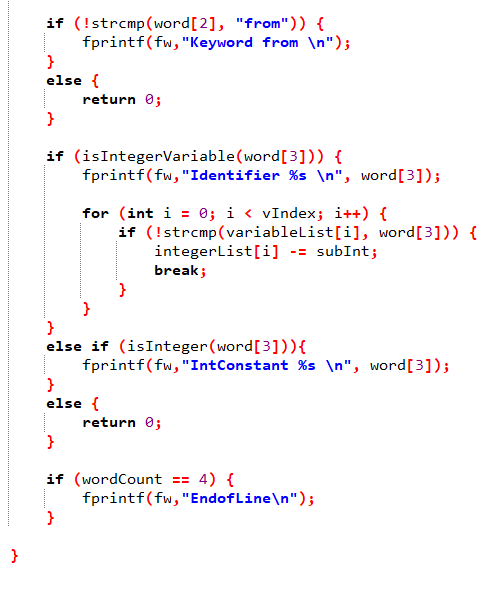 if (!strcmp(word[2], "from")) {
fprintf(fw,"Keyword from \n");
}
else {
return 0;
}
if (isIntegerVariable(word[3])) {
fprintf(fw,"Identifier %s \n", word[3]);
for (int i = 0; i < vIndex; i++) {
if (!strcmp(variableList[i], word[3])) {
integerList[i] -= subInt;
break;
}
}
}
else if (isInteger(word[3])){
fprintf(fw,"IntConstant %s \n", word[3]);
}
else {
return 0;
}
if (wordCount == 4) {
fprintf(fw,"EndofLine\n");
}
}